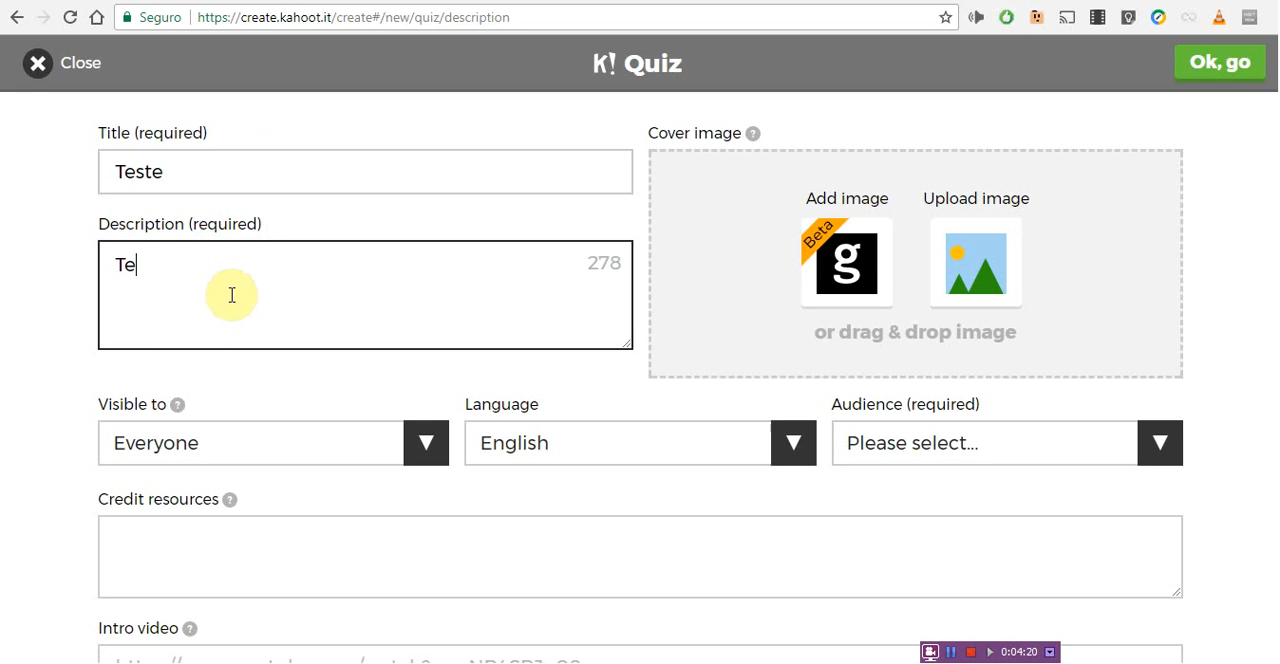 Seguro https://create.kahoot.it/create#/new/quiz/description
Close
K! Quiz
Ok, go
Title (required)
Teste
Description (required)
Te
278
Cover image ?
Add image
Upload image
Beta
g
or drag & drop image
Visible to ?
Everyone
Language
English
Audience (required)
Please select...
Credit resources ?
Intro video ?
0:04:20